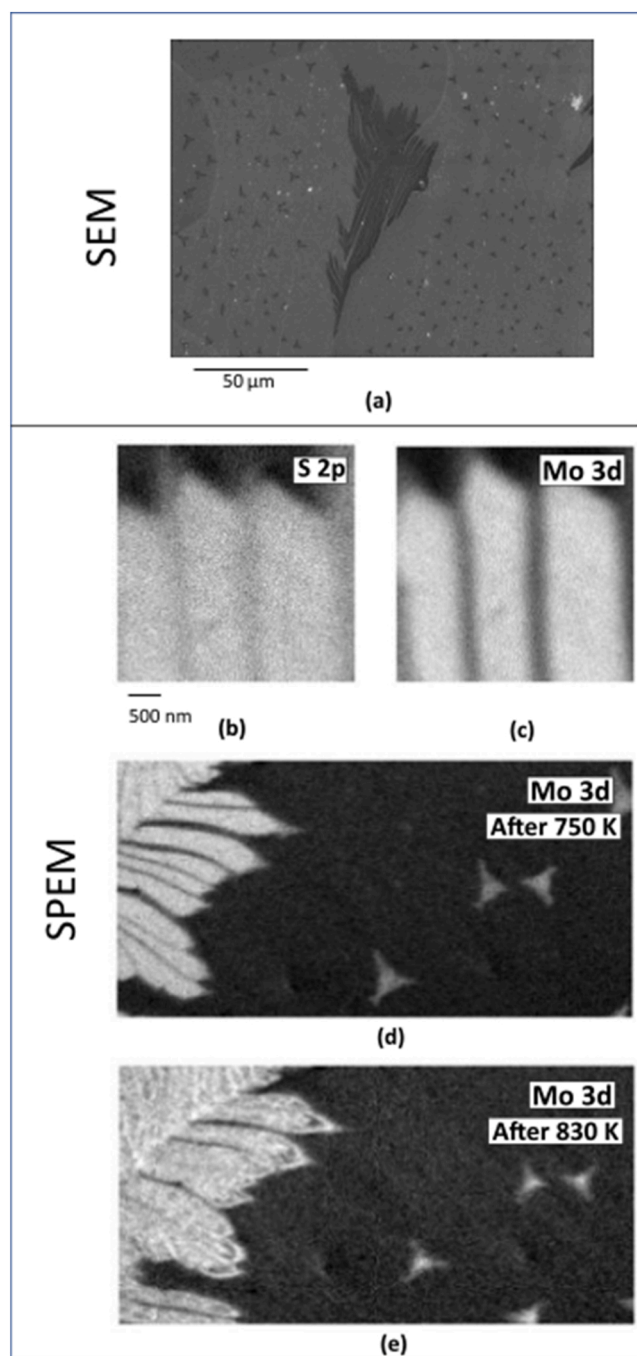 SEM
50 µm
(a)
S 2p
Mo 3d
500 nm
(b)
(c)
SPEM
Mo 3d
After 750 K
(d)
Mo 3d
After 830 K
(e)